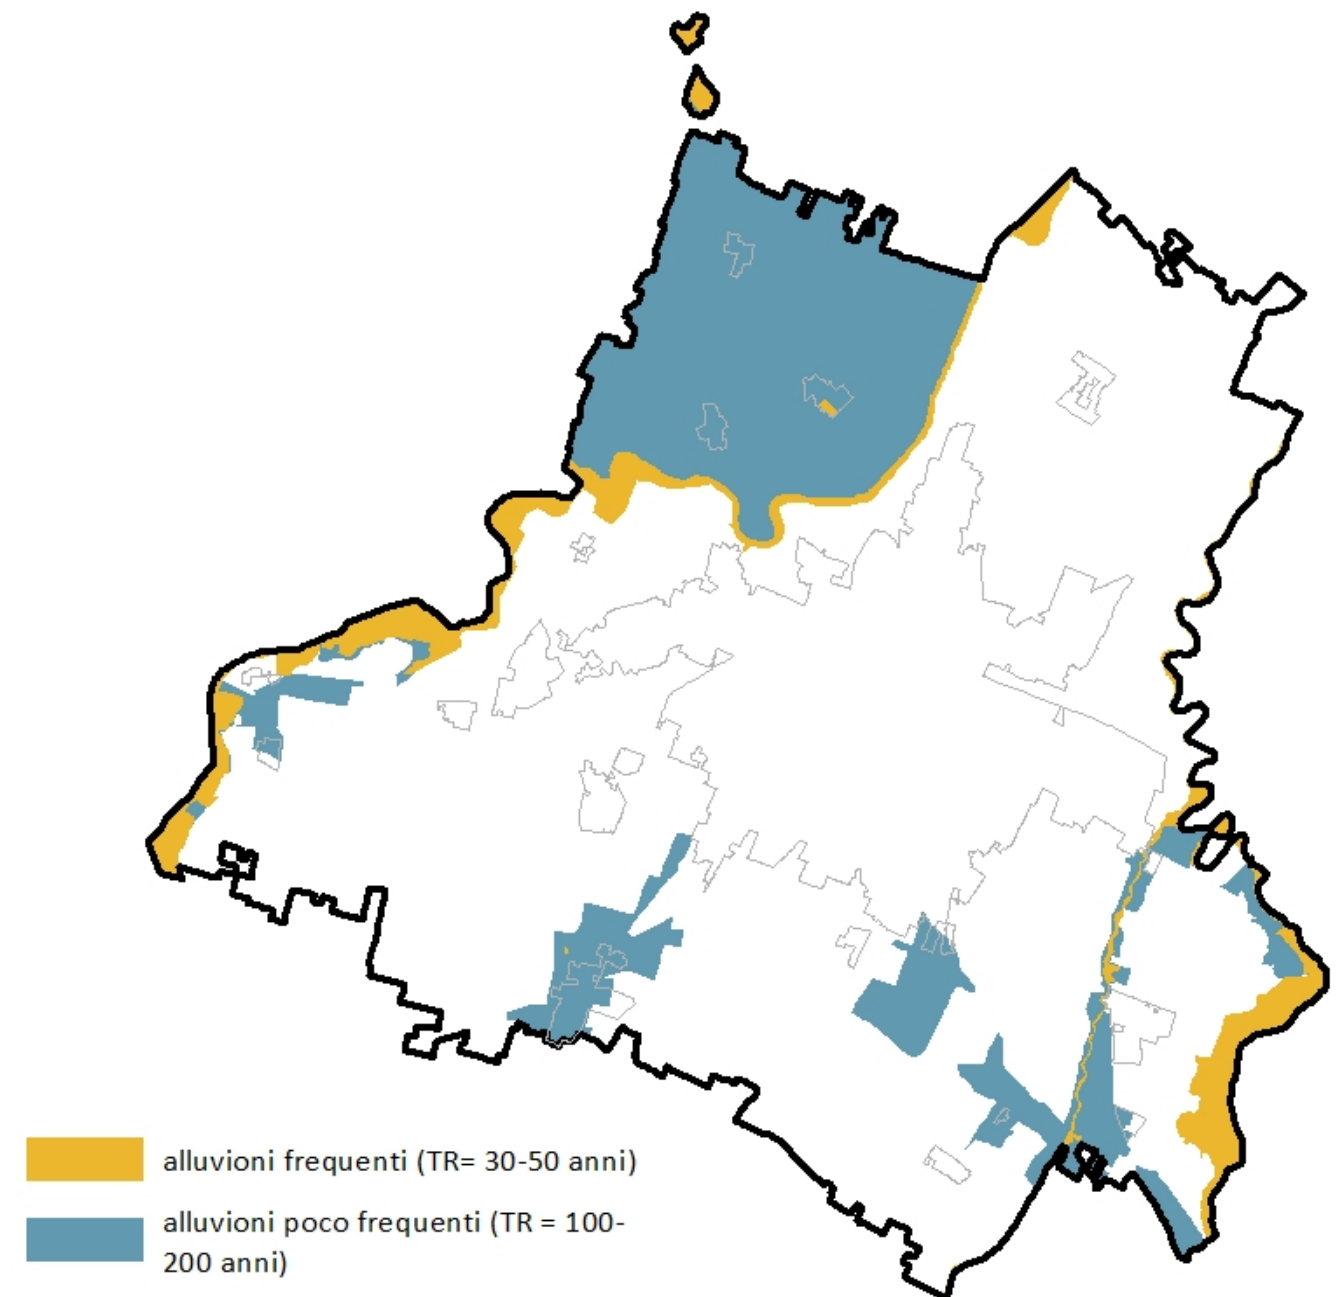 alluvioni frequenti (TR= 30-50 anni)
alluvioni poco frequenti (TR = 100-
200 anni)